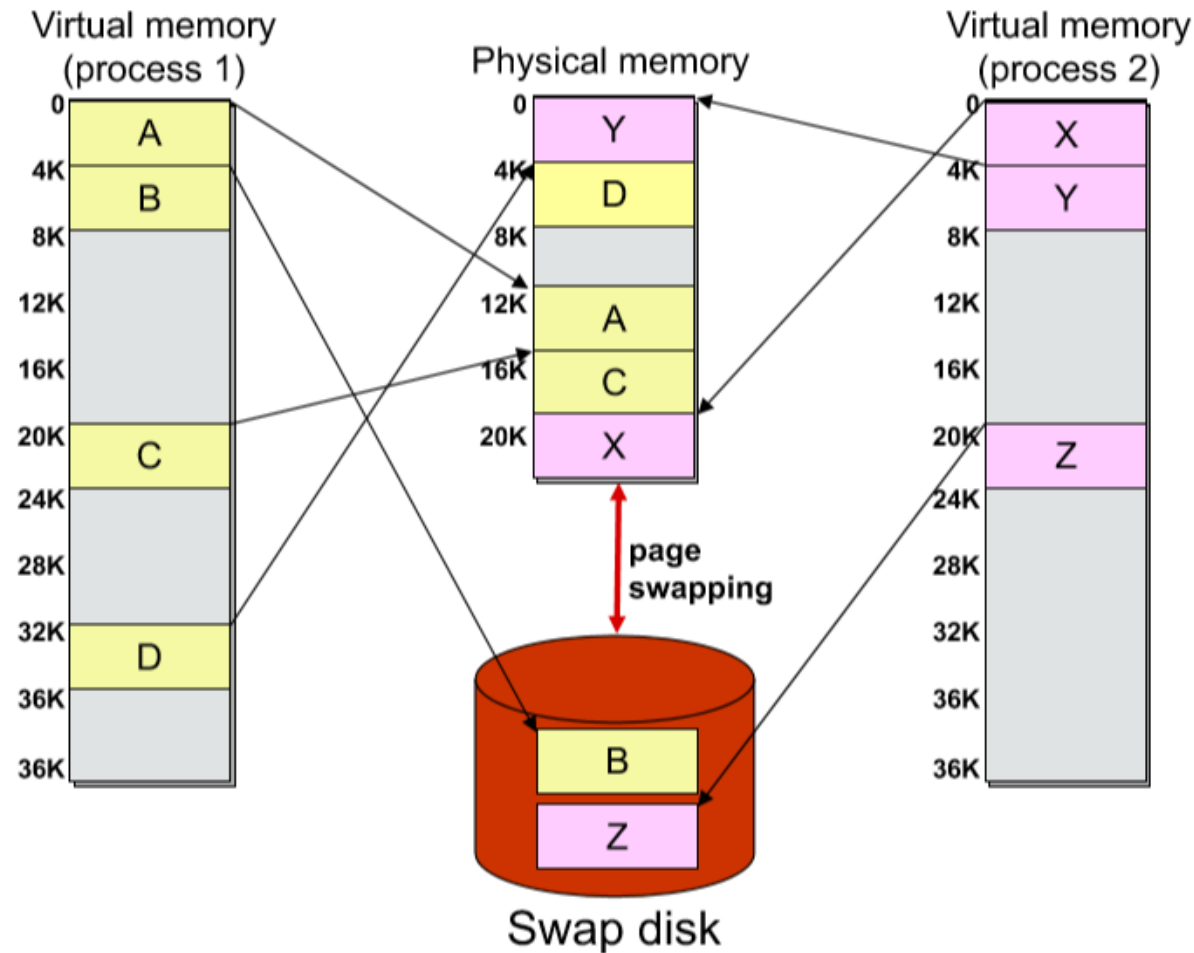 Virtual memory
(process 1)
0
A
4K
B
8K
12K
16K
20K
C
24K
28K
32K
D
36K
36K
Physical memory
0
Y
4K
D
8K
12K
A
16K
C
20K
X
page
swapping
B
Z
Swap disk
Virtual memory
(process 2)
0
X
4K
Y
8K
12K
16K
20K
Z
24K
28K
32K
36K
36K